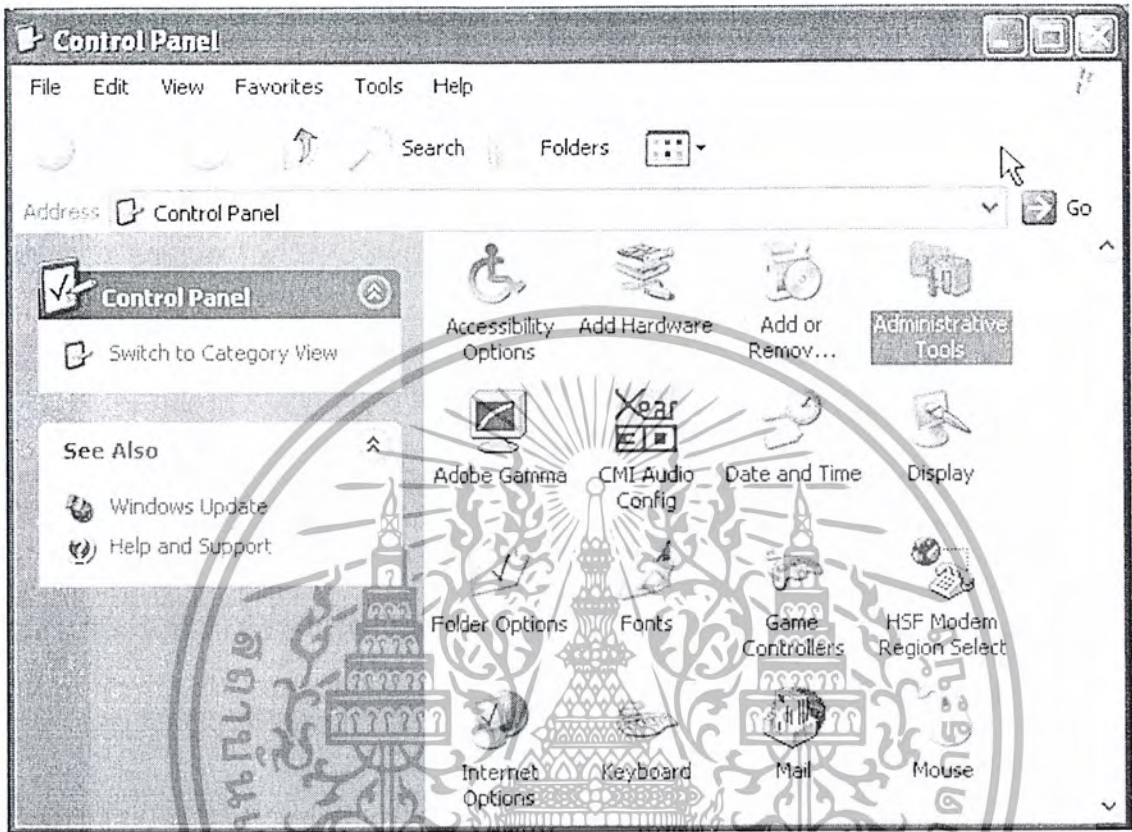 Control Panel
File Edit View Favorites Tools Help
Search Folders
Address Control Panel Go
Control Panel
Switch to Category View
See Also
Windows Update
Help and Support
Accessibility Options
Add Hardware
Add or Remov...
Administrative Tools
Adobe Gamma
Xear
CMI Audio Config
Date and Time
Display
Folder Options
Fonts
Game Controllers
HSF Modem Region Select
Internet Options
Keyboard
Mail
Mouse